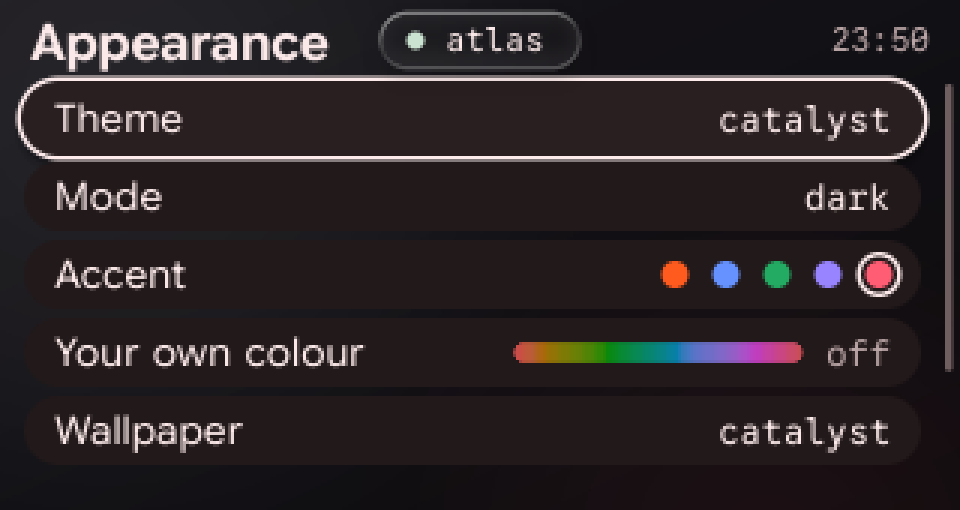 Appearance atlas 23:50
Theme catalyst
Mode dark
Accent
Your own colour off
Wallpaper catalyst